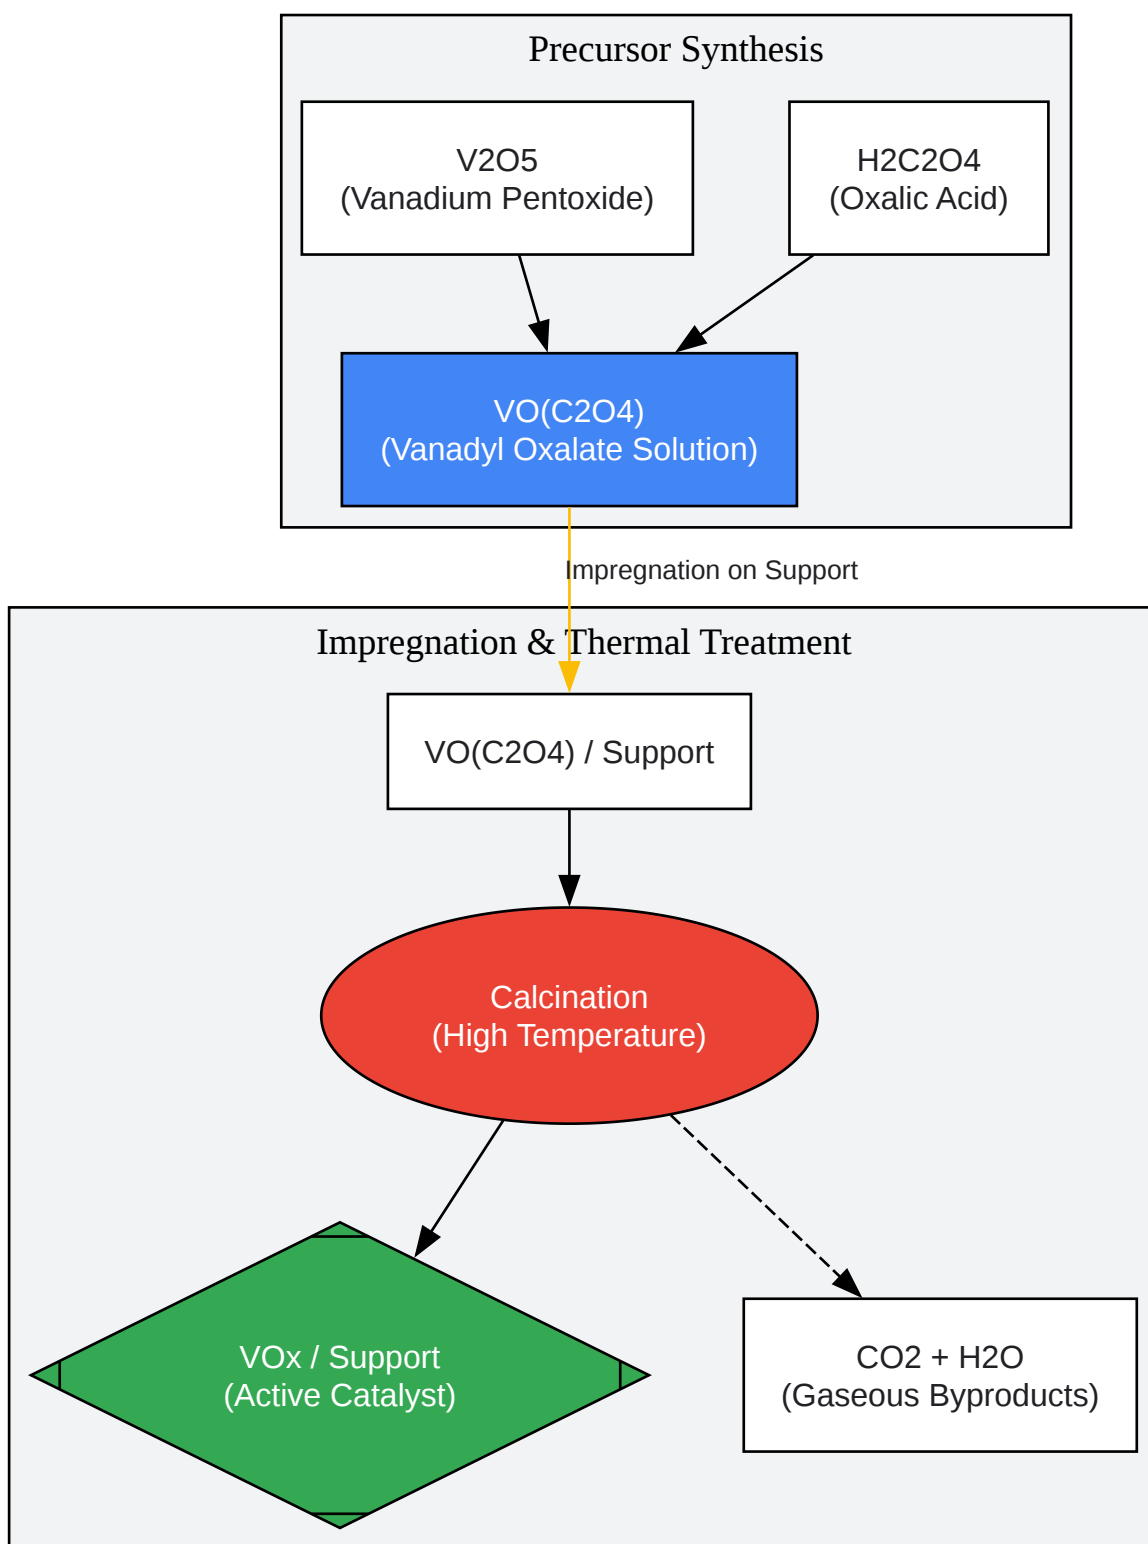 Precursor Synthesis
V2O5
(Vanadium Pentoxide)
H2C2O4
(Oxalic Acid)
VO(C2O4)
(Vanadyl Oxalate Solution)
Impregnation on Support
Impregnation & Thermal Treatment
VO(C2O4) / Support
Calcination
(High Temperature)
VOx / Support
(Active Catalyst)
CO2 + H2O
(Gaseous Byproducts)